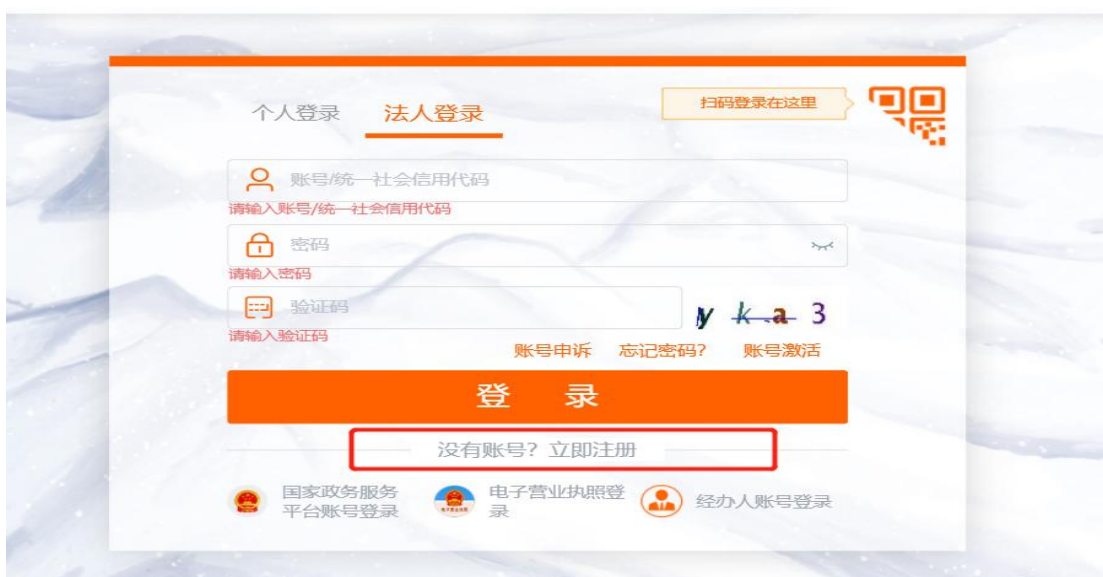 个人登录
法人登录
扫码登录在这里
账号/统一社会信用代码
请输入账号/统一社会信用代码
密码
请输入密码
验证码
y k a 3
请输入验证码
账号申诉
忘记密码?
账号激活
登 录
没有账号? 立即注册
国家政务服务
平台账号登录
电子营业执照登
录
经办人账号登录